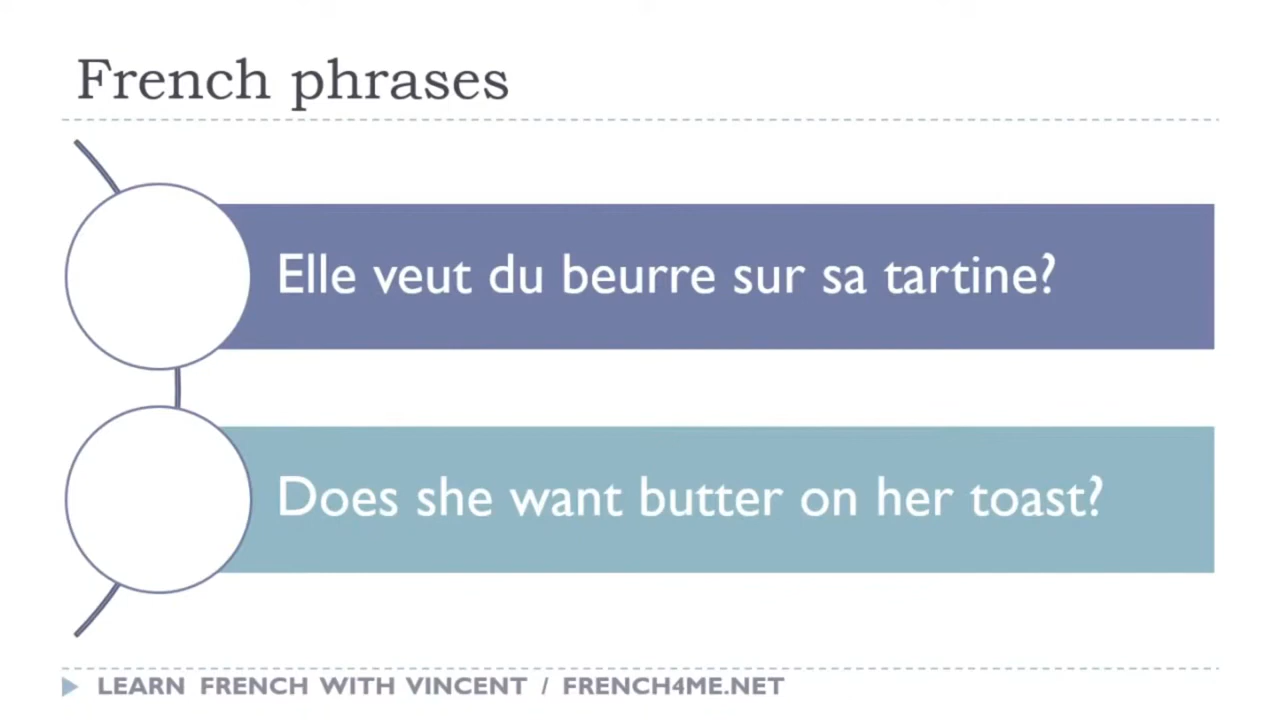 French phrases
Elle veut du beurre sur sa tartine?
Does she want butter on her toast?
LEARN FRENCH WITH VINCENT / FRENCH4ME.NET